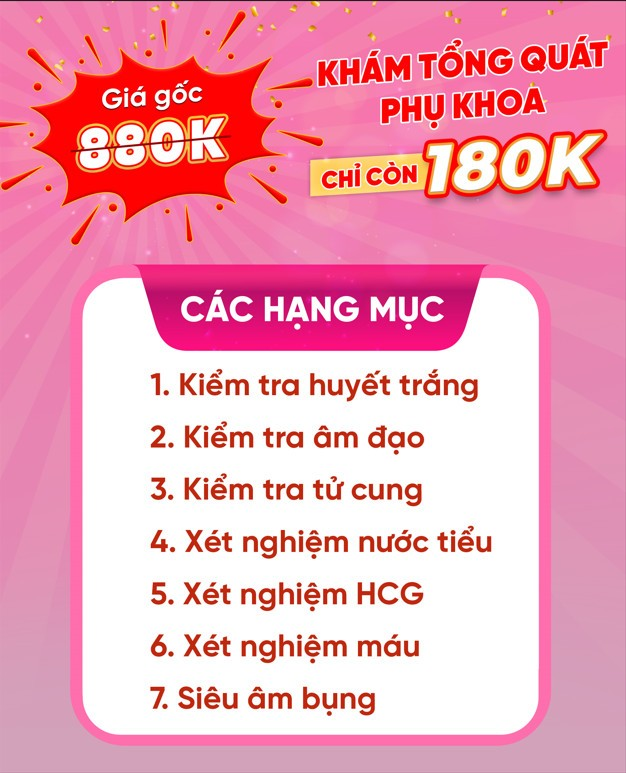 Giá gốc
880K
KHÁM TỔNG QUÁT
PHỤ KHOA
CHỈ CÒN 180K
CÁC HẠNG MỤC
1. Kiểm tra huyết trắng
2. Kiểm tra âm đạo
3. Kiểm tra tử cung
4. Xét nghiệm nước tiểu
5. Xét nghiệm HCG
6. Xét nghiệm máu
7. Siêu âm bụng